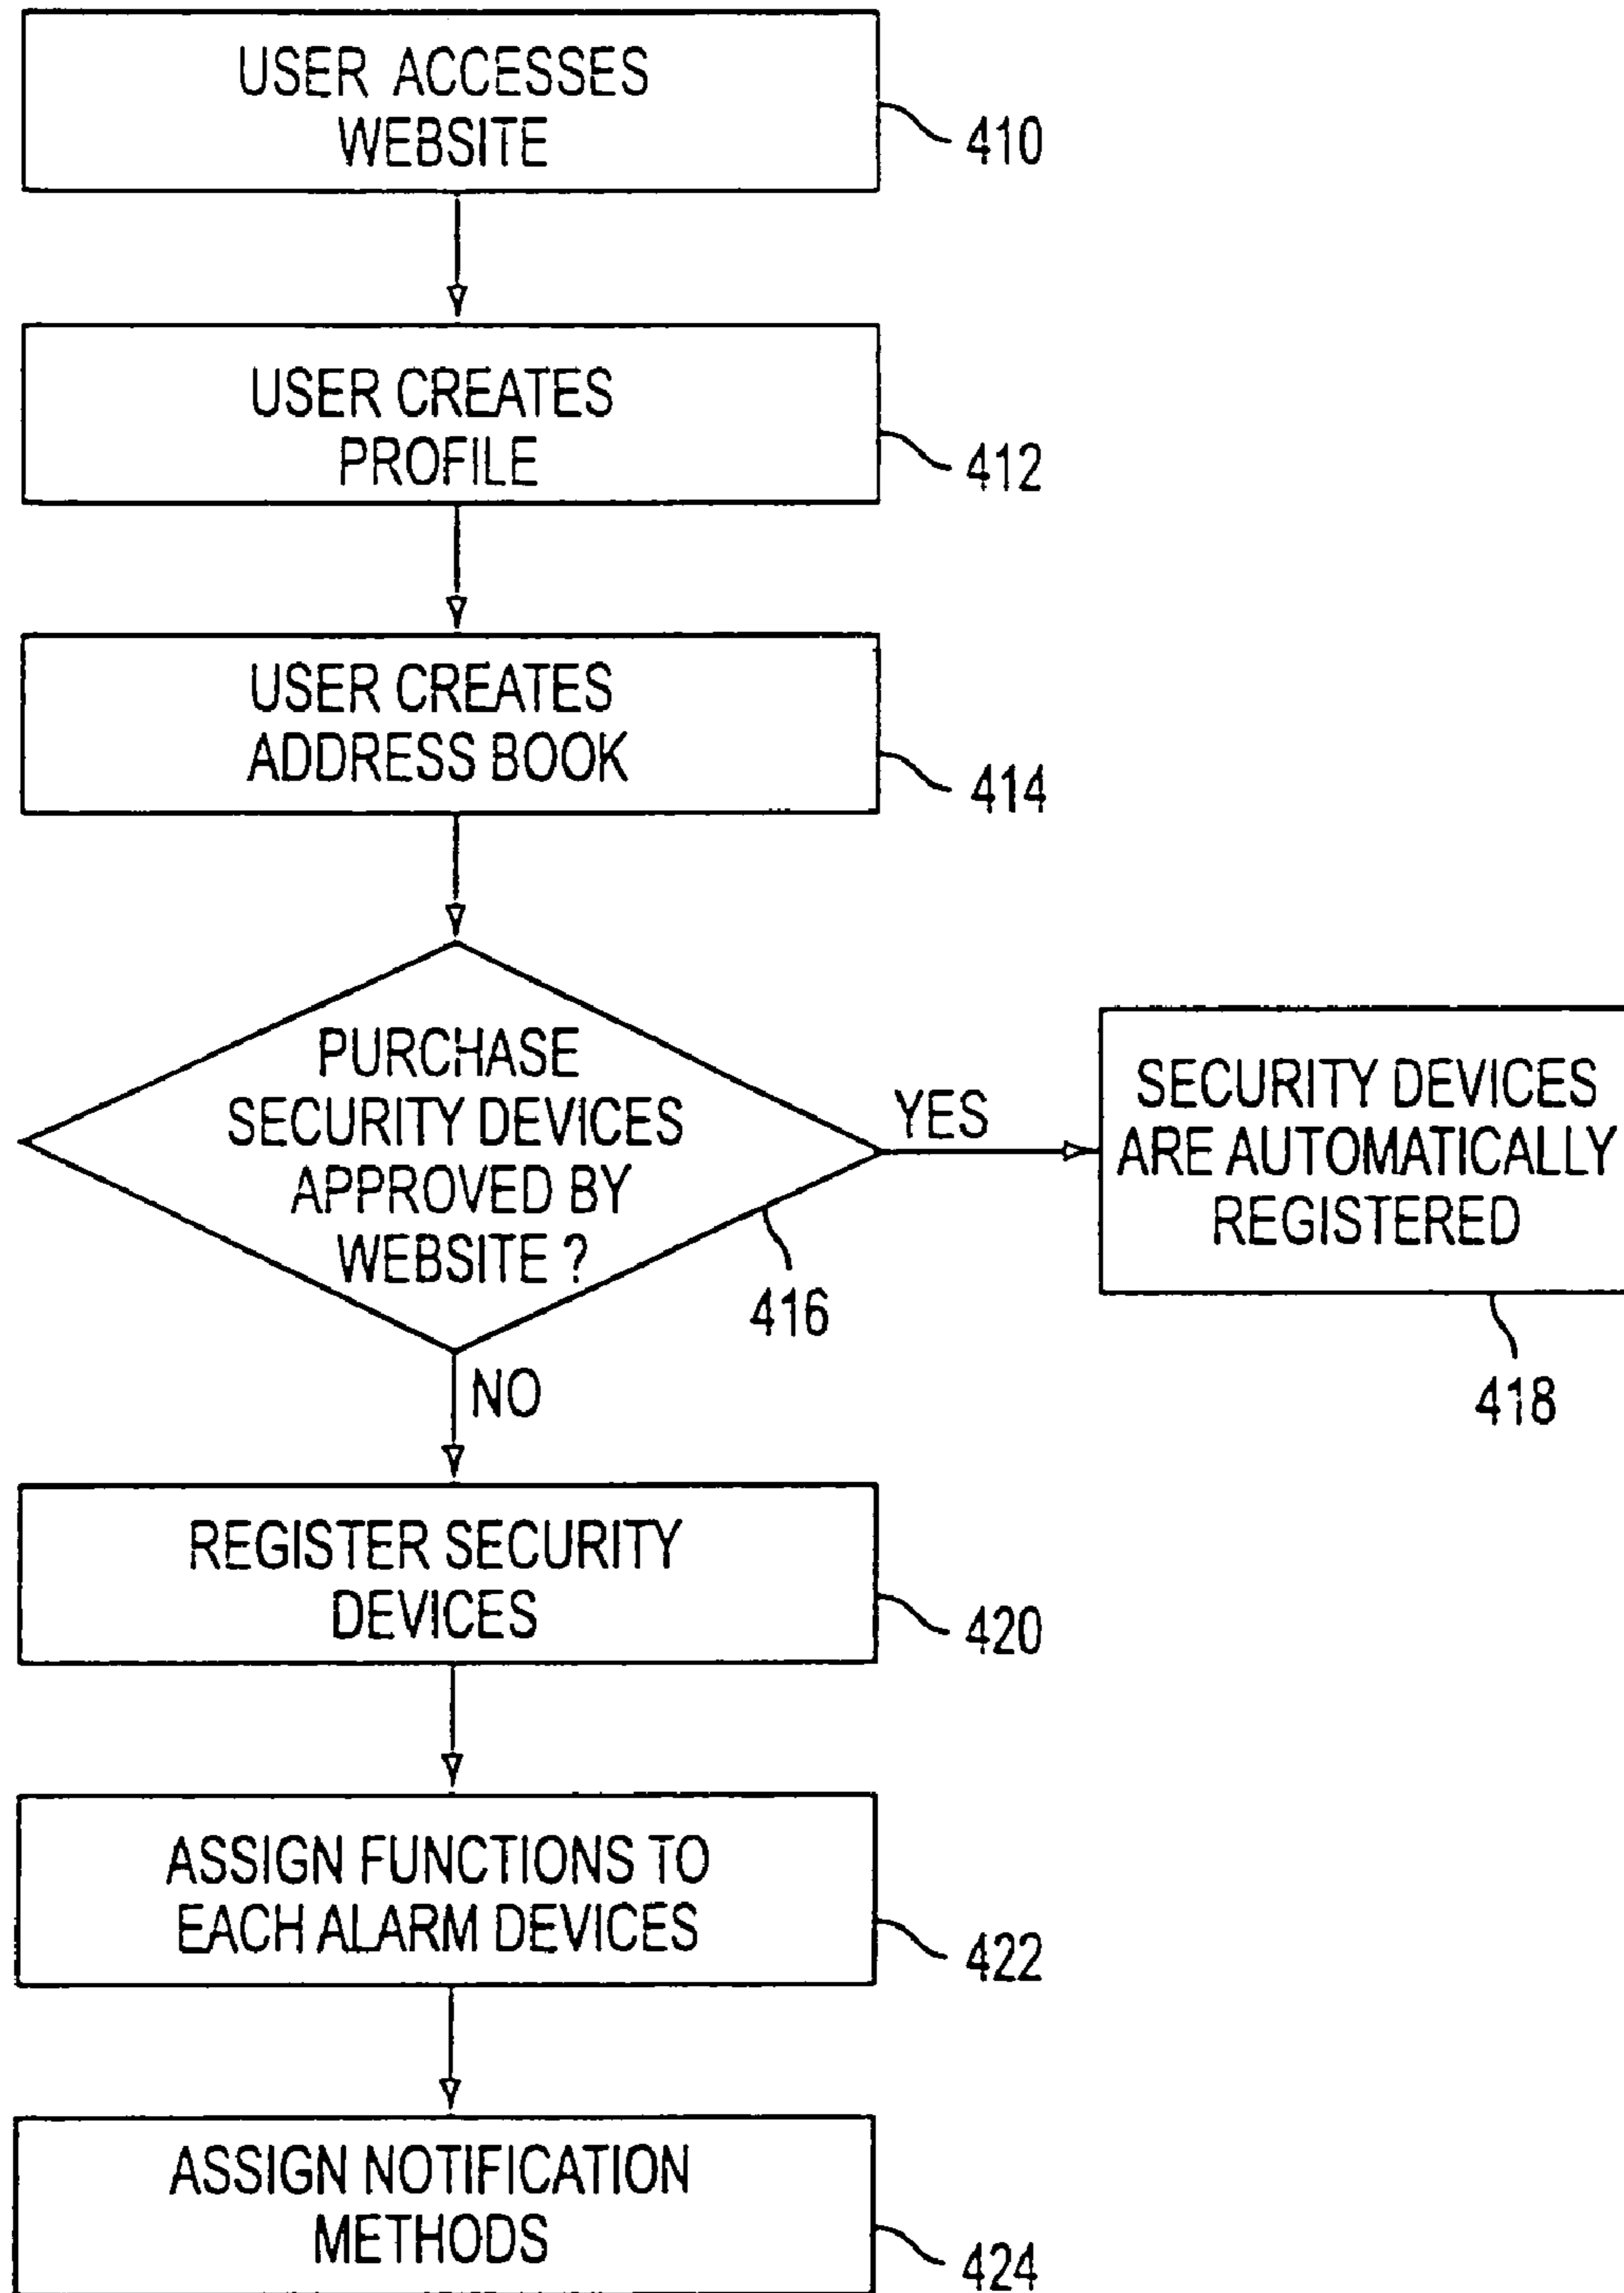 USER ACCESSES
WEBSITE
410
USER CREATES
PROFILE
412
USER CREATES
ADDRESS BOOK
414
PURCHASE
SECURITY DEVICES
APPROVED BY
WEBSITE ?
416
YES
SECURITY DEVICES
ARE AUTOMATICALLY
REGISTERED
418
NO
REGISTER SECURITY
DEVICES
420
ASSIGN FUNCTIONS TO
EACH ALARM DEVICES
422
ASSIGN NOTIFICATION
METHODS
424